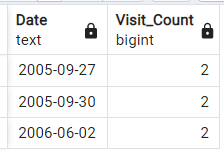 Date Visit_Count
text bigint
2005-09-27 2
2005-09-30 2
2006-06-02 2